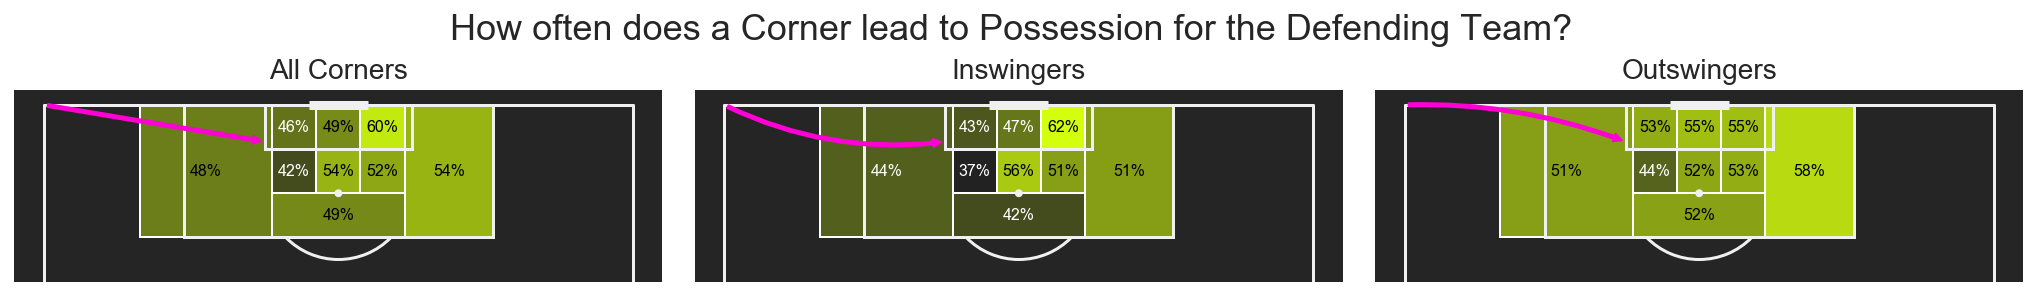 How often does a Corner lead to Possession for the Defending Team?
All Corners
46% 49% 60%
48% 42% 54% 52% 54%
49%
Inswingers
43% 47% 62%
44% 37% 56% 51% 51%
42%
Outswingers
53% 55% 55%
51% 44% 52% 53% 58%
52%